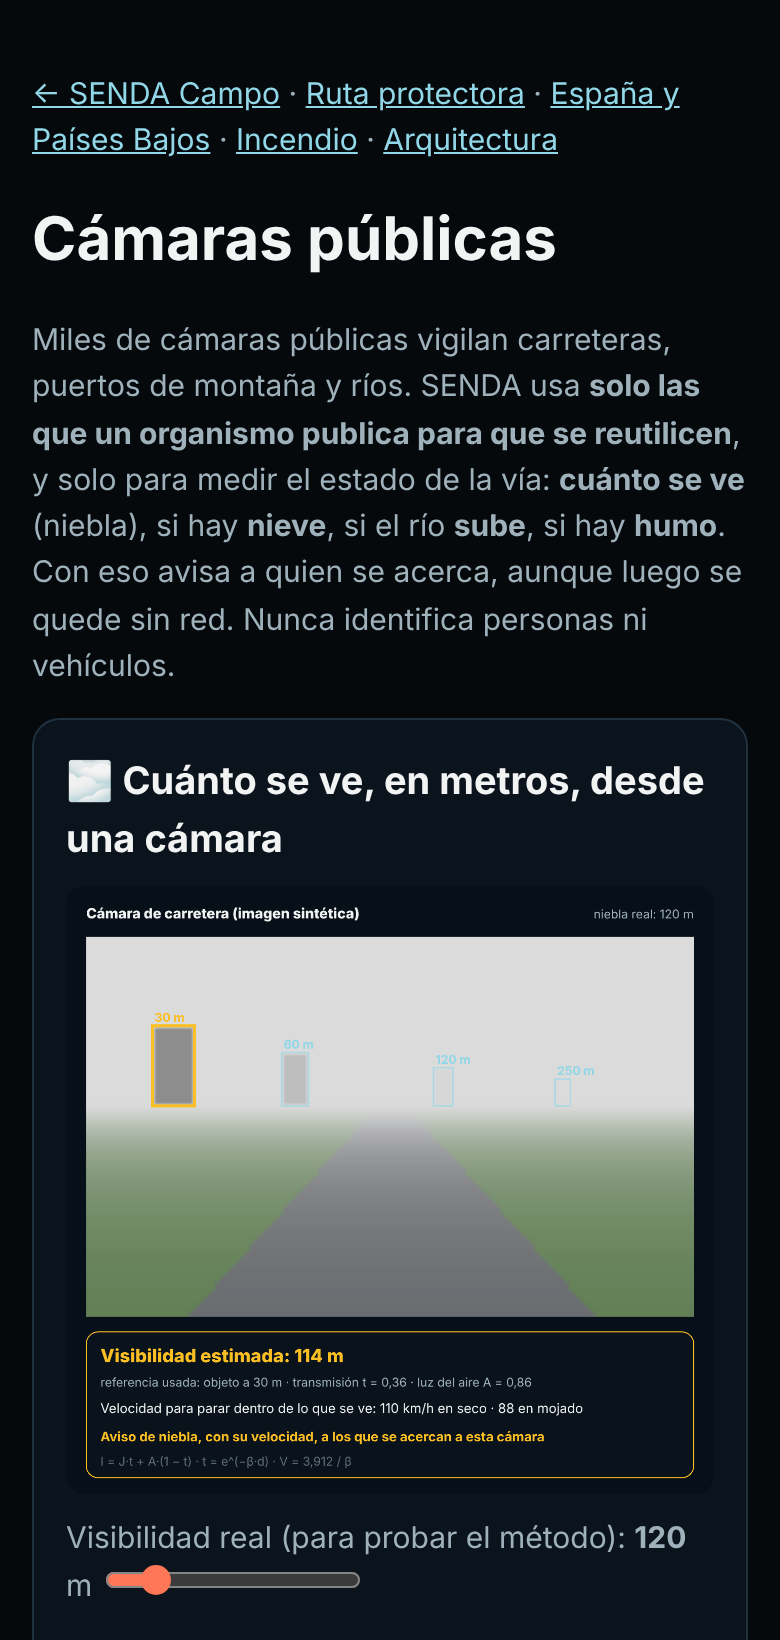 ← SENDA Campo · Ruta protectora · España y
Países Bajos · Incendio · Arquitectura
Cámaras públicas
Miles de cámaras públicas vigilan carreteras,
puertos de montaña y ríos. SENDA usa solo las
que un organismo publica para que se reutilicen,
y solo para medir el estado de la vía: cuánto se ve
(niebla), si hay nieve, si el río sube, si hay humo.
Con eso avisa a quien se acerca, aunque luego se
quede sin red. Nunca identifica personas ni
vehículos.
Cuánto se ve, en metros, desde
una cámara
Cámara de carretera (imagen sintética)
niebla real: 120 m
30 m
60 m
120 m
250 m
Visibilidad estimada: 114 m
referencia usada: objeto a 30 m · transmisión t = 0,36 · luz del aire A = 0,86
Velocidad para parar dentro de lo que se ve: 110 km/h en seco · 88 en mojado
Aviso de niebla, con su velocidad, a los que se acercan a esta cámara
I = J·t + A·(1 − t) · t = e^(−β·d) · V = 3,912 / β
Visibilidad real (para probar el método): 120
m